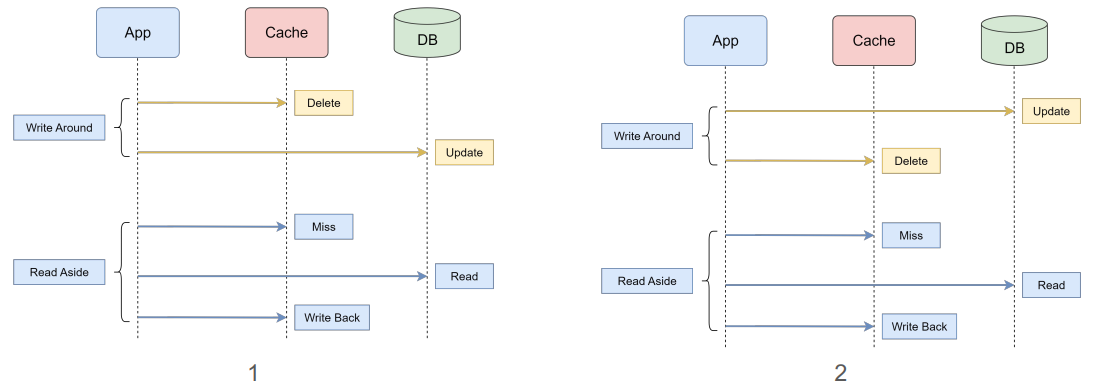 App
Cache
DB
Delete
Write Around
Update
Miss
Read Aside
Read
Write Back
1
App
Cache
DB
Update
Write Around
Delete
Miss
Read Aside
Read
Write Back
2